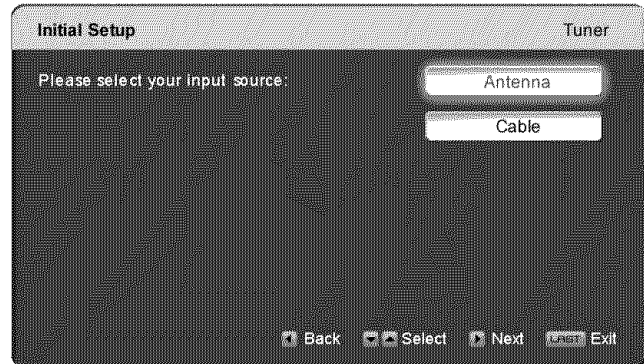 Initial Setup Tuner
Please select your input source: Antenna
Cable
Back Select Next LAST Exit